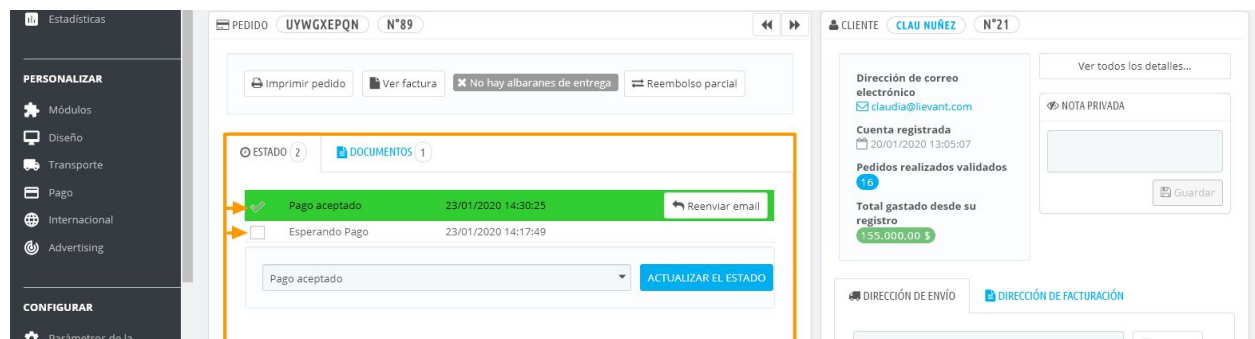 Estadísticas
PERSONALIZAR
Módulos
Diseño
Transporte
Pago
Internacional
Advertising
CONFIGURAR
Parámetros de la
PEDIDO UYWGXEPQN N°89
Imprimir pedido Ver factura No hay albaranes de entrega Reembolso parcial
ESTADO 2 DOCUMENTOS 1
Pago aceptado 23/01/2020 14:30:25 Reenviar email
Esperando Pago 23/01/2020 14:17:49
Pago aceptado ACTUALIZAR EL ESTADO
CLIENTE CLAU NUÑEZ N°21
Dirección de correo
electrónico
claudia@lievant.com
Cuenta registrada
20/01/2020 13:05:07
Pedidos realizados validados
16
Total gastado desde su
registro
155.000,00 $
Ver todos los detalles...
NOTA PRIVADA
Guardar
DIRECCIÓN DE ENVÍO DIRECCIÓN DE FACTURACIÓN